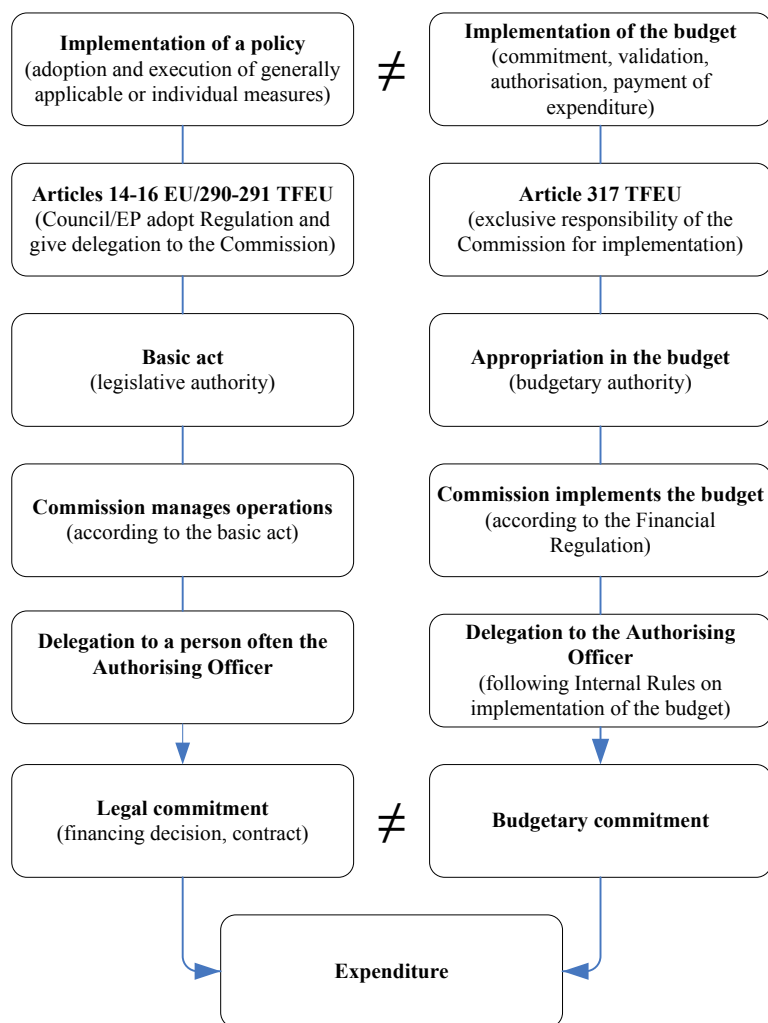 Implementation of a policy
(adoption and execution of generally
applicable or individual measures)
≠
Implementation of the budget
(commitment, validation,
authorisation, payment of
expenditure)
Articles 14-16 EU/290-291 TFEU
(Council/EP adopt Regulation and
give delegation to the Commission)
Article 317 TFEU
(exclusive responsibility of the
Commission for implementation)
Basic act
(legislative authority)
Appropriation in the budget
(budgetary authority)
Commission manages operations
(according to the basic act)
Commission implements the budget
(according to the Financial
Regulation)
Delegation to a person often the
Authorising Officer
Delegation to the Authorising
Officer
(following Internal Rules on
implementation of the budget)
Legal commitment
(financing decision, contract)
≠
Budgetary commitment
Expenditure